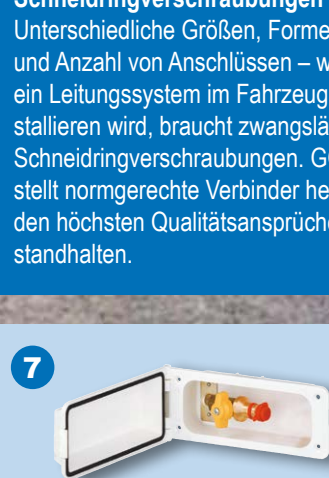 Schneidringverschraubungen
Unterschiedliche Größen, Forme
und Anzahl von Anschlüssen – w
ein Leitungssystem im Fahrzeug
stallieren wird, braucht zwangslä
Schneidringverschraubungen. G
stellt normgerechte Verbinder he
den höchsten Qualitätsansprüche
standhalten.
7